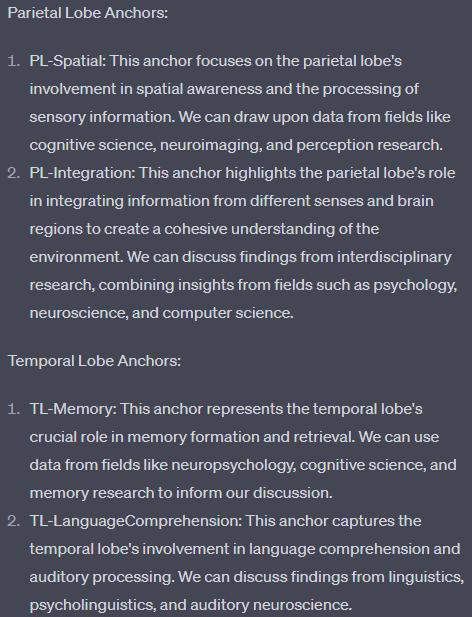 Parietal Lobe Anchors:
1. PL-Spatial: This anchor focuses on the parietal lobe's
involvement in spatial awareness and the processing of
sensory information. We can draw upon data from fields like
cognitive science, neuroimaging, and perception research.
2. PL-Integration: This anchor highlights the parietal lobe's role
in integrating information from different senses and brain
regions to create a cohesive understanding of the
environment. We can discuss findings from interdisciplinary
research, combining insights from fields such as psychology,
neuroscience, and computer science.
Temporal Lobe Anchors:
1. TL-Memory: This anchor represents the temporal lobe's
crucial role in memory formation and retrieval. We can use
data from fields like neuropsychology, cognitive science, and
memory research to inform our discussion.
2. TL-LanguageComprehension: This anchor captures the
temporal lobe's involvement in language comprehension and
auditory processing. We can discuss findings from linguistics,
psycholinguistics, and auditory neuroscience.